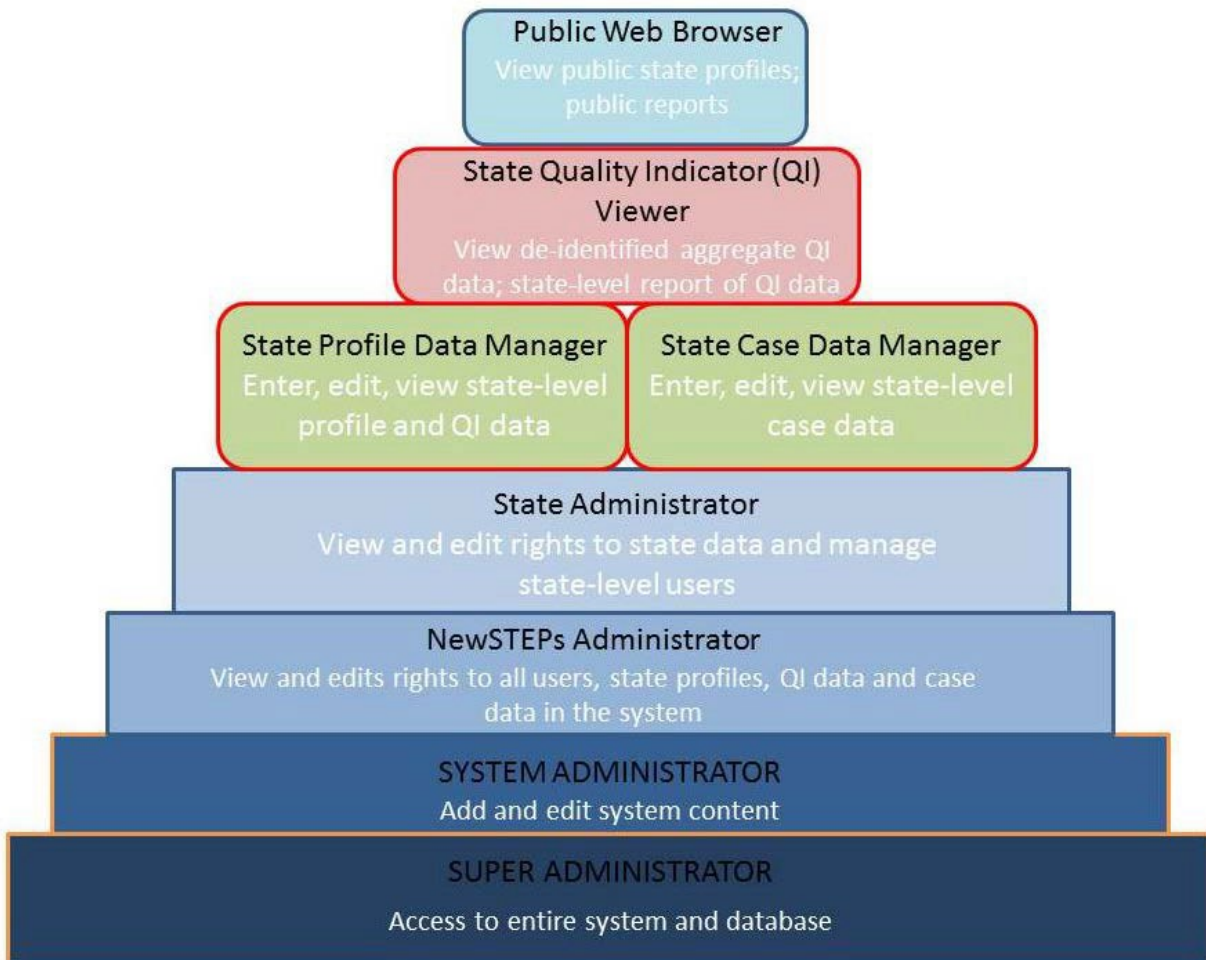 Public Web Browser
View public state profiles;
public reports
State Quality Indicator (QI)
Viewer
View de-identified aggregate QI
data; state-level report of QI data
State Profile Data Manager
Enter, edit, view state-level
profile and QI data
State Case Data Manager
Enter, edit, view state-level
case data
State Administrator
View and edit rights to state data and manage
state-level users
NewSTEPs Administrator
View and edits rights to all users, state profiles, QI data and case
data in the system
SYSTEM ADMINISTRATOR
Add and edit system content
SUPER ADMINISTRATOR
Access to entire system and database